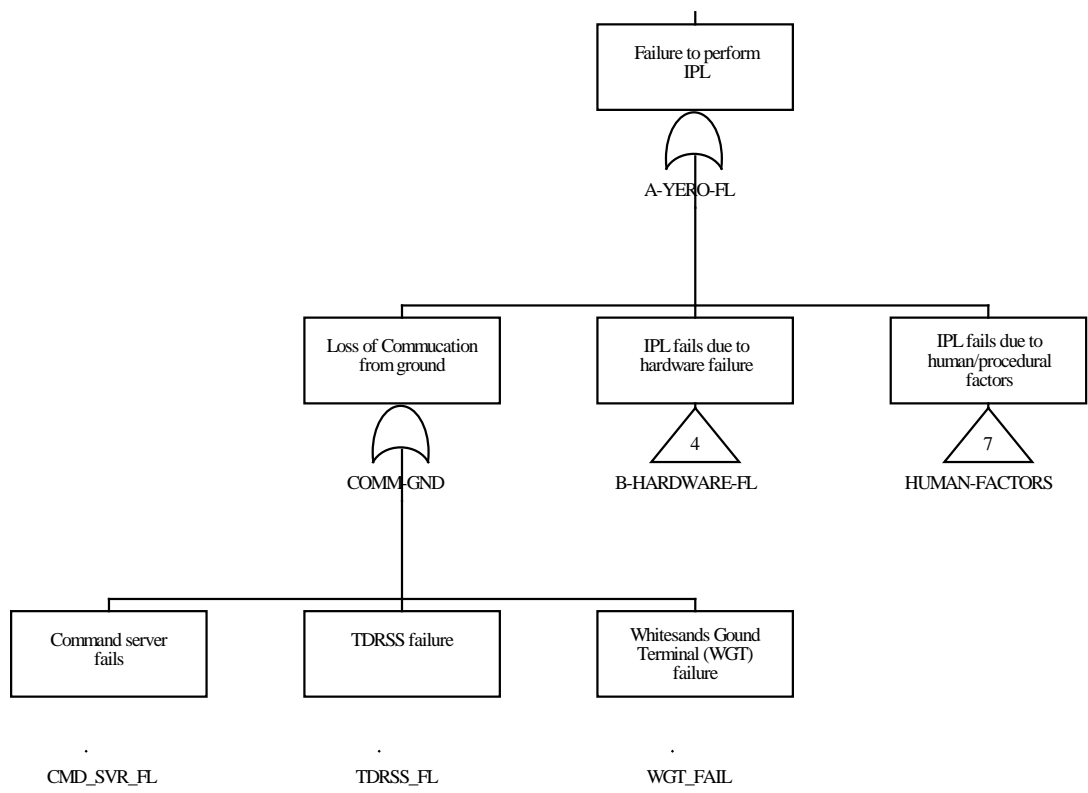 Failure to perform
IPL
A-YERO-FL
Loss of Commucation
from ground
IPL fails due to
hardware failure
IPL fails due to
human/procedural
factors
4
7
COMM-GND
B-HARDWARE-FL
HUMAN-FACTORS
Command server
fails
TDRSS failure
Whitesands Gound
Terminal (WGT)
failure
CMD_SVR_FL
TDRSS_FL
WGT_FAIL